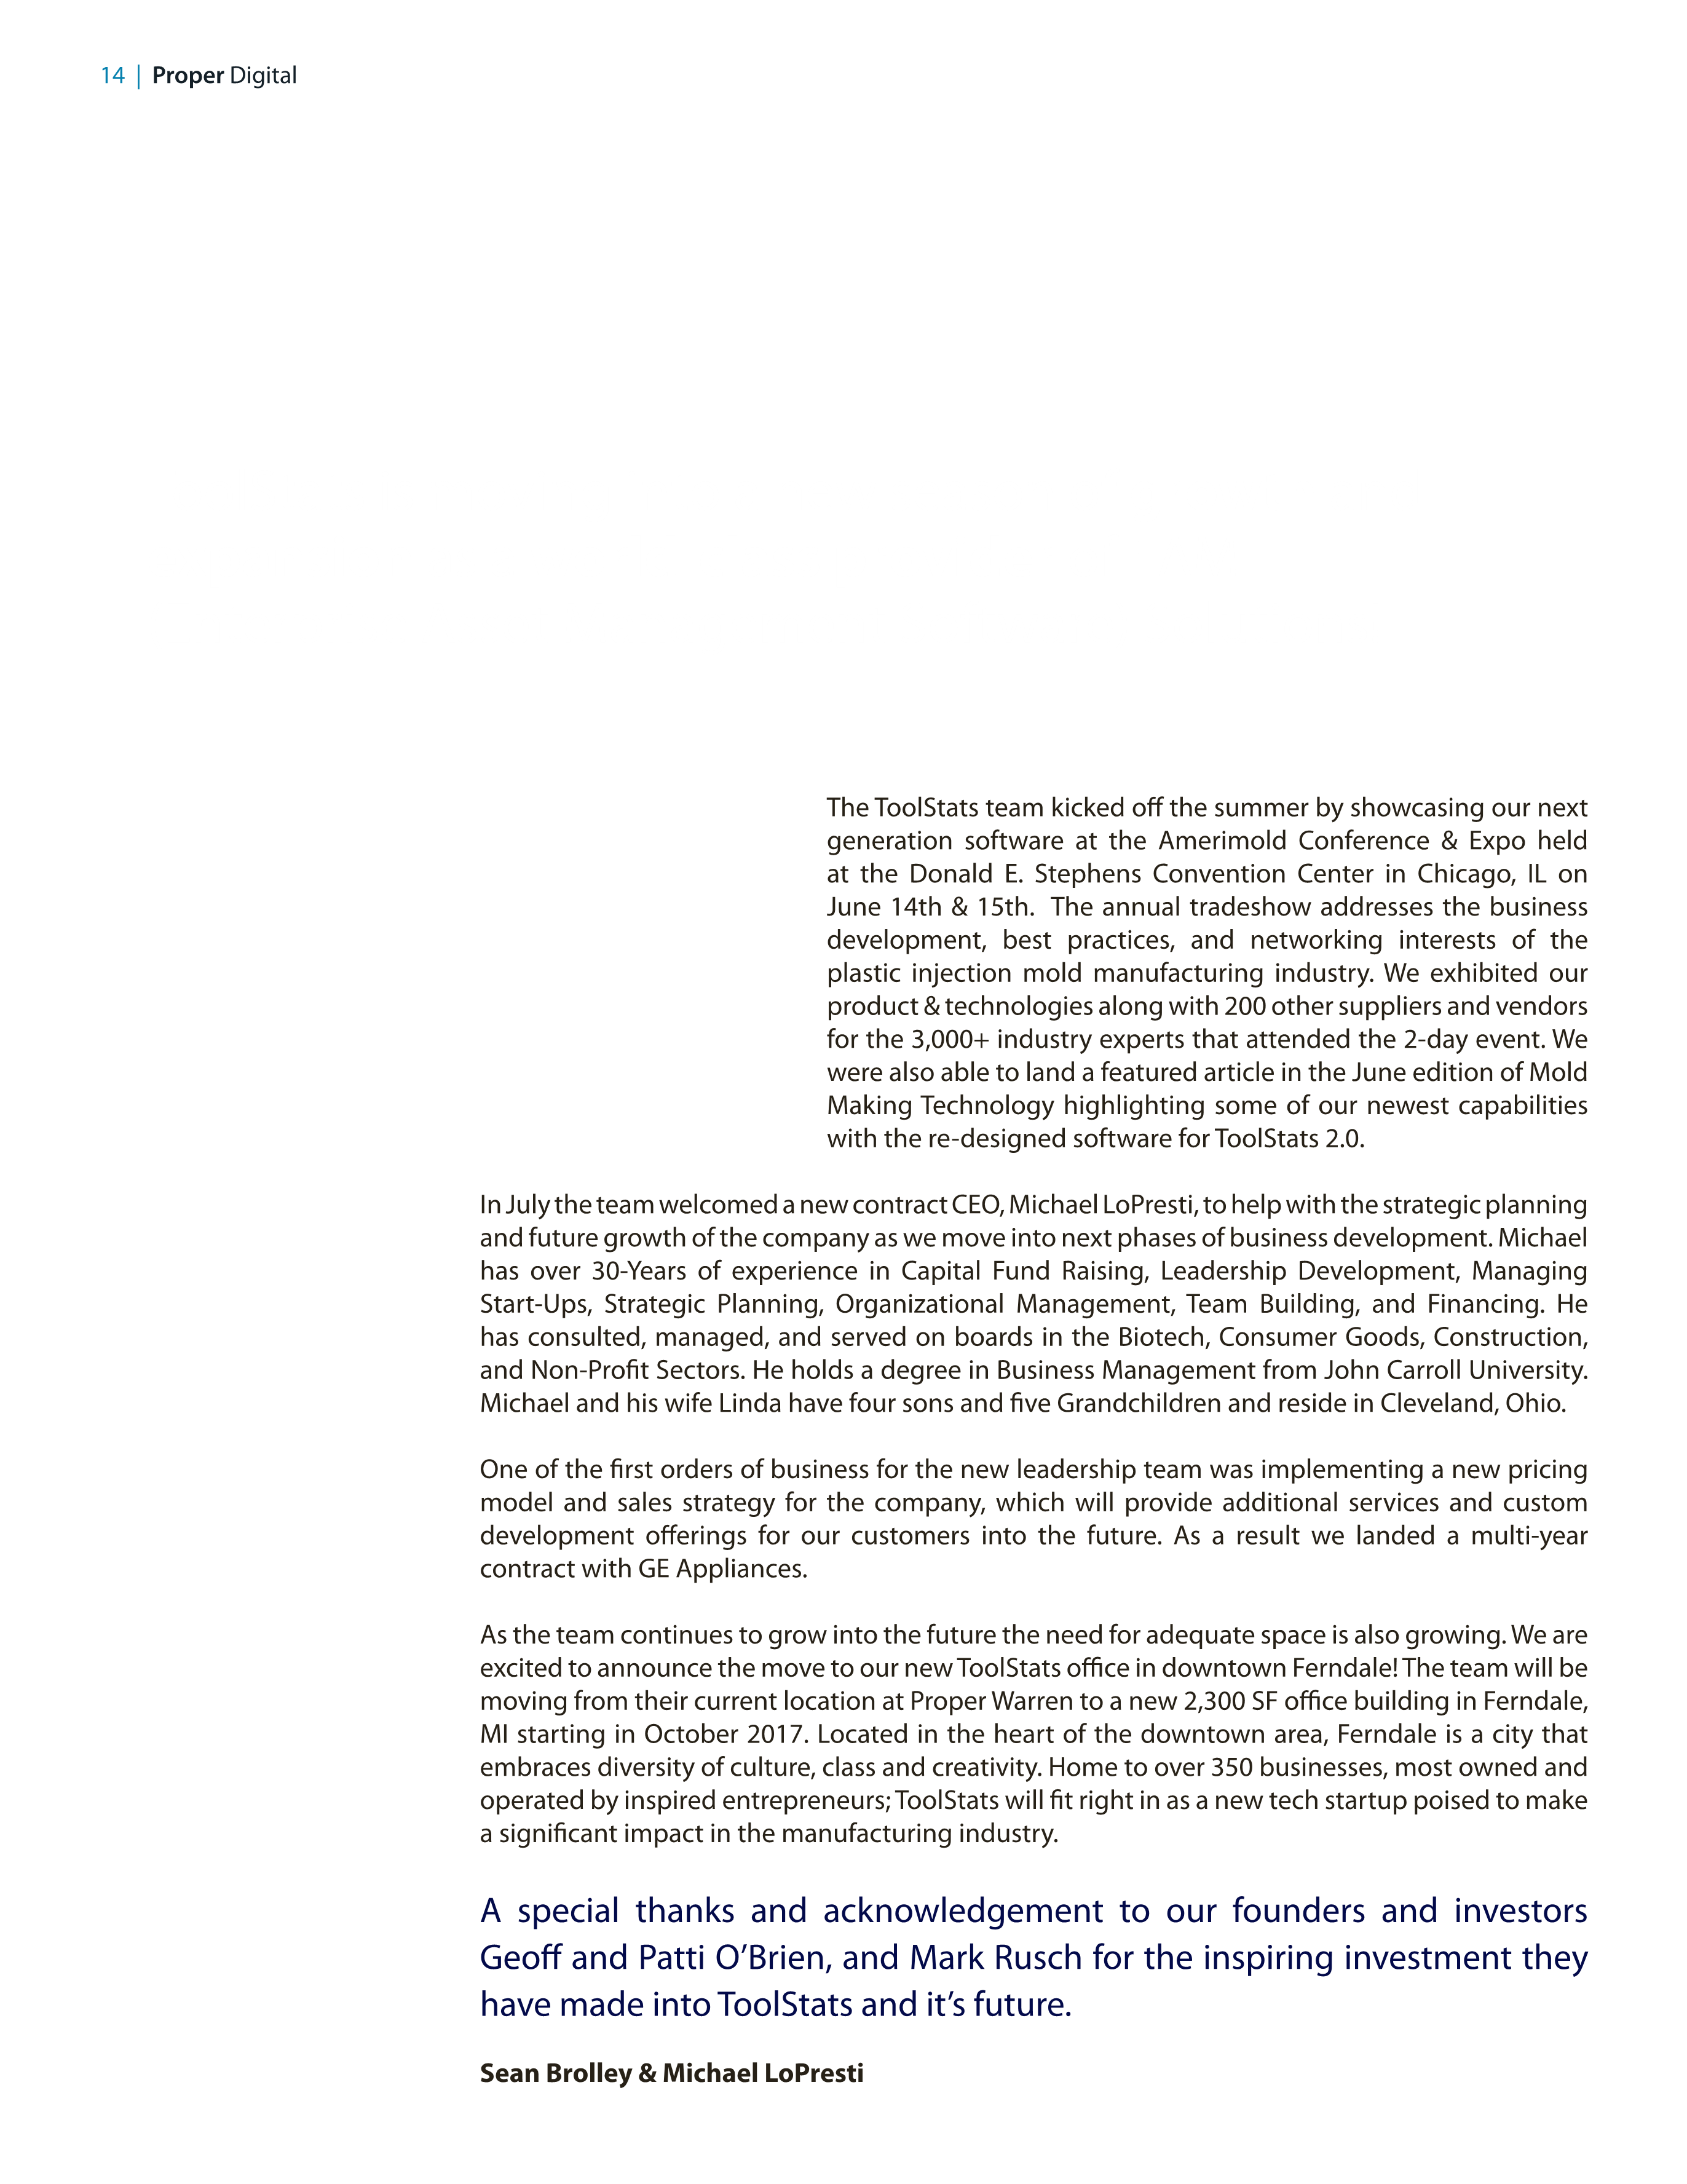 14 | Proper Digital
The ToolStats team kicked off the summer by showcasing our next
generation software at the Amerimold Conference & Expo held
at the Donald E. Stephens Convention Center in Chicago, IL on
June 14th & 15th.  The annual tradeshow addresses the business
development, best practices, and networking interests of the
plastic injection mold manufacturing industry. We exhibited our
product & technologies along with 200 other suppliers and vendors
for the 3,000+ industry experts that attended the 2-day event. We
were also able to land a featured article in the June edition of Mold
Making Technology highlighting some of our newest capabilities
with the re-designed software for ToolStats 2.0.
In July the team welcomed a new contract CEO, Michael LoPresti, to help with the strategic planning
and future growth of the company as we move into next phases of business development. Michael
has over 30-Years of experience in Capital Fund Raising, Leadership Development, Managing
Start-Ups, Strategic Planning, Organizational Management, Team Building, and Financing. He
has consulted, managed, and served on boards in the Biotech, Consumer Goods, Construction,
and Non-Profit Sectors. He holds a degree in Business Management from John Carroll University.
Michael and his wife Linda have four sons and five Grandchildren and reside in Cleveland, Ohio.
One of the first orders of business for the new leadership team was implementing a new pricing
model and sales strategy for the company, which will provide additional services and custom
development offerings for our customers into the future. As a result we landed a multi-year
contract with GE Appliances.
As the team continues to grow into the future the need for adequate space is also growing. We are
excited to announce the move to our new ToolStats office in downtown Ferndale! The team will be
moving from their current location at Proper Warren to a new 2,300 SF office building in Ferndale,
MI starting in October 2017. Located in the heart of the downtown area, Ferndale is a city that
embraces diversity of culture, class and creativity. Home to over 350 businesses, most owned and
operated by inspired entrepreneurs; ToolStats will fit right in as a new tech startup poised to make
a significant impact in the manufacturing industry.
A special thanks and acknowledgement to our founders and investors
Geoff and Patti O’Brien, and Mark Rusch for the inspiring investment they
have made into ToolStats and it’s future.
Sean Brolley & Michael LoPresti